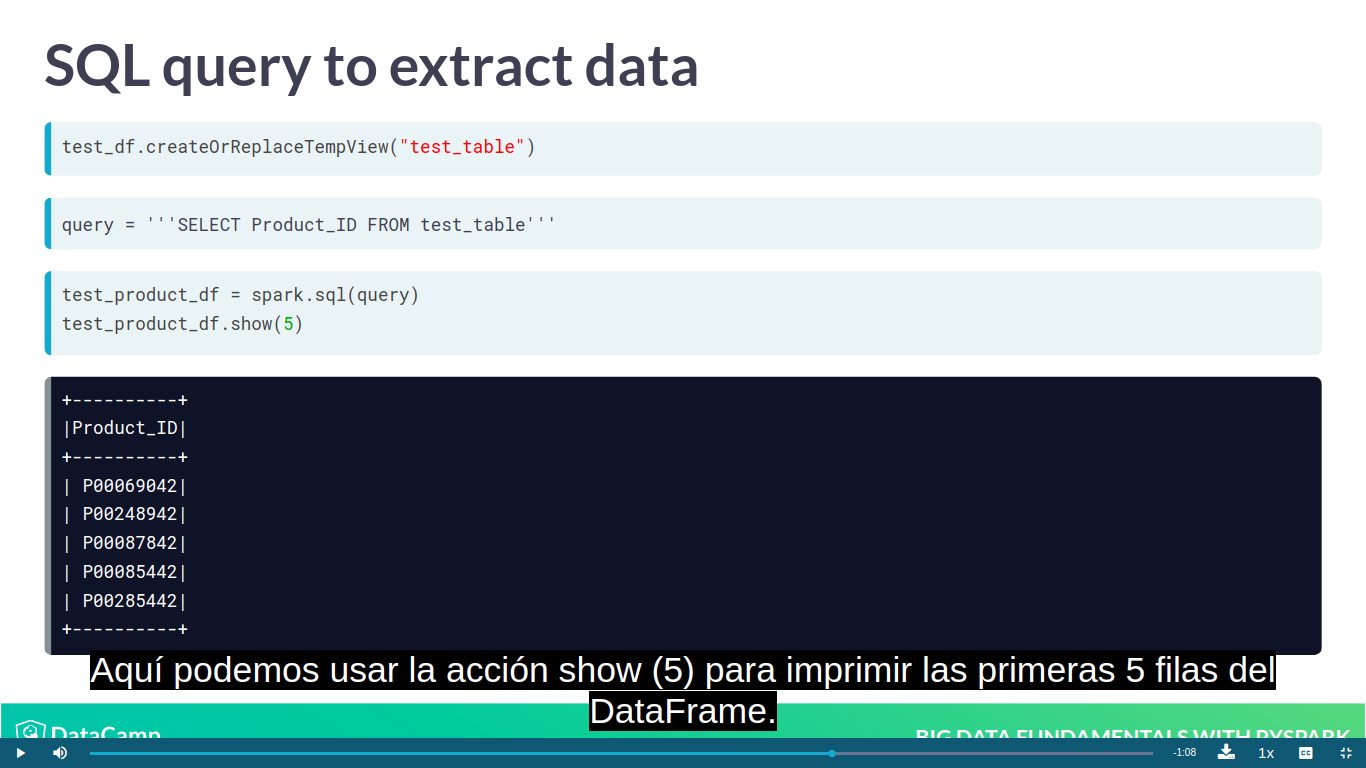 SQL query to extract data
test_df.createOrReplaceTempView("test_table")
query = '''SELECT Product_ID FROM test_table'''
test_product_df = spark.sql(query)
test_product_df.show(5)
+----------+
|Product_ID|
+----------+
| P00069042|
| P00248942|
| P00087842|
| P00085442|
| P00285442|
+----------+
Aquí podemos usar la acción show (5) para imprimir las primeras 5 filas del
DataFrame.
DataCamp
BIG DATA FUNDAMENTALS WITH PYSPARK
-1:08
1x
CC